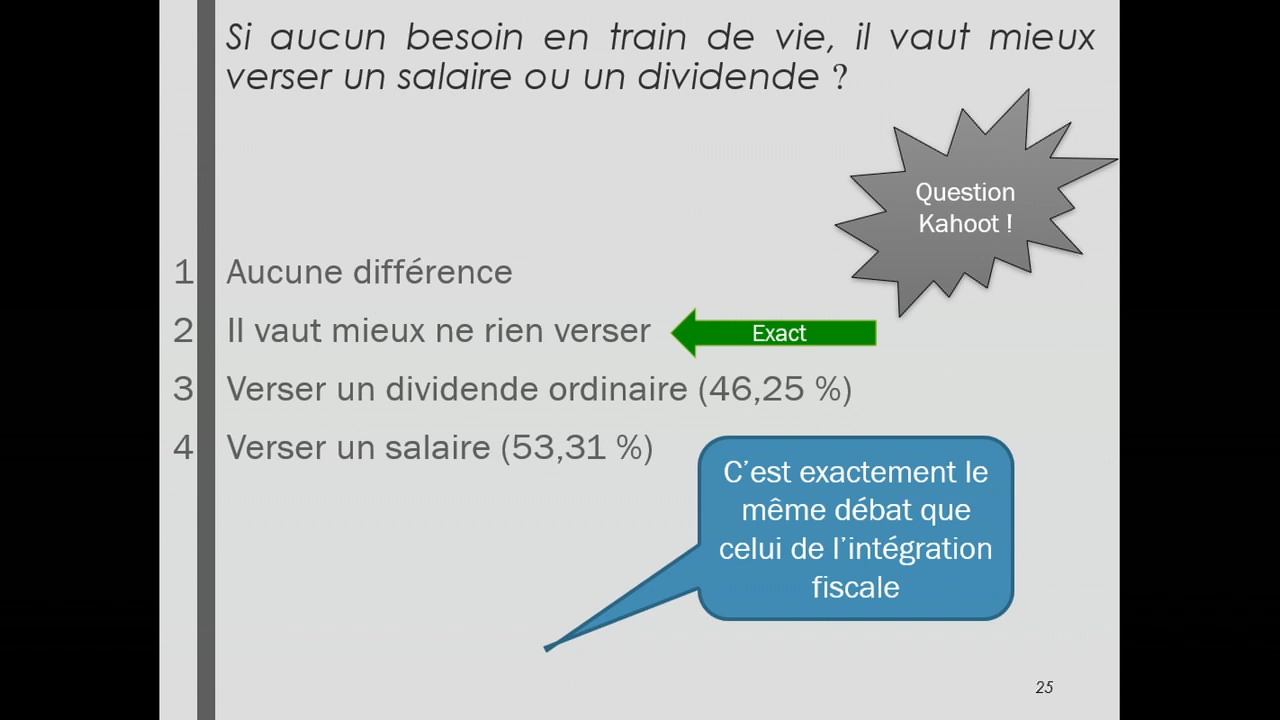 Si aucun besoin en train de vie, il vaut mieux
verser un salaire ou un dividende ?
Question
Kahoot !
1 Aucune différence
2 Il vaut mieux ne rien verser
Exact
3 Verser un dividende ordinaire (46,25 %)
4 Verser un salaire (53,31 %)
C’est exactement le
même débat que
celui de l’intégration
fiscale
25